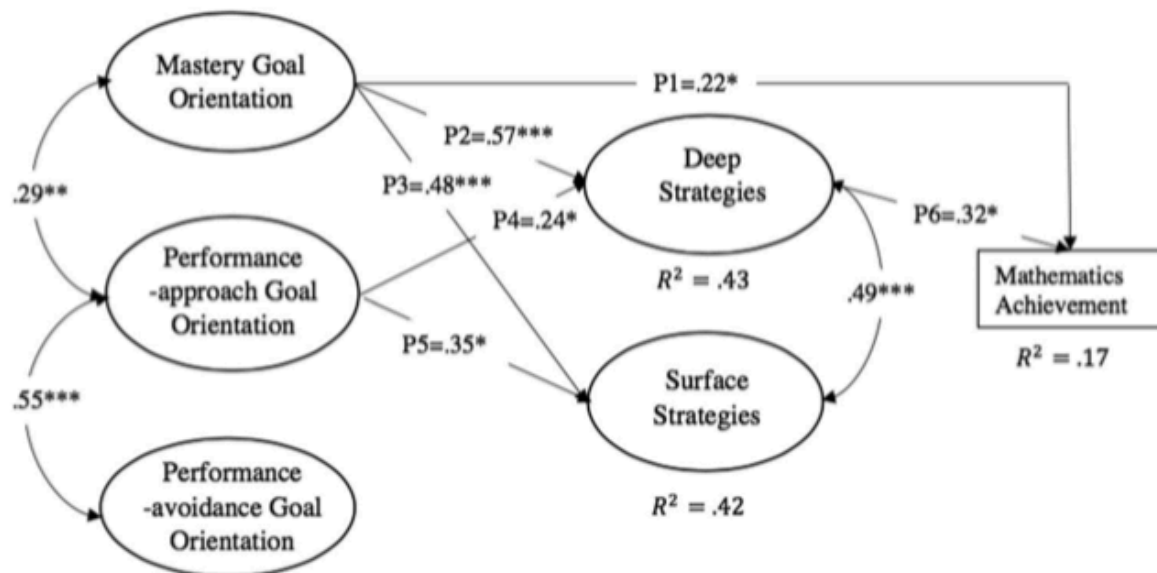 Mastery Goal
Orientation
P1=.22*
P2=.57***
Deep
Strategies
.29**
P3=.48***
P4=.24*
P6=.32*
Performance
-approach Goal
Orientation
R² = .43
.49***
Mathematics
Achievement
R² = .17
P5=.35*
Surface
Strategies
.55***
R² = .42
Performance
-avoidance Goal
Orientation